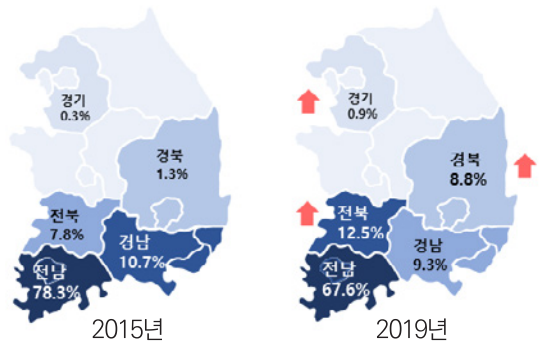 경기
0.3%
경북
1.3%
전북
7.8%
경남
10.7%
전남
78.3%
2015년
경기
0.9%
경북
8.8%
전북
12.5%
경남
9.3%
전남
67.6%
2019년